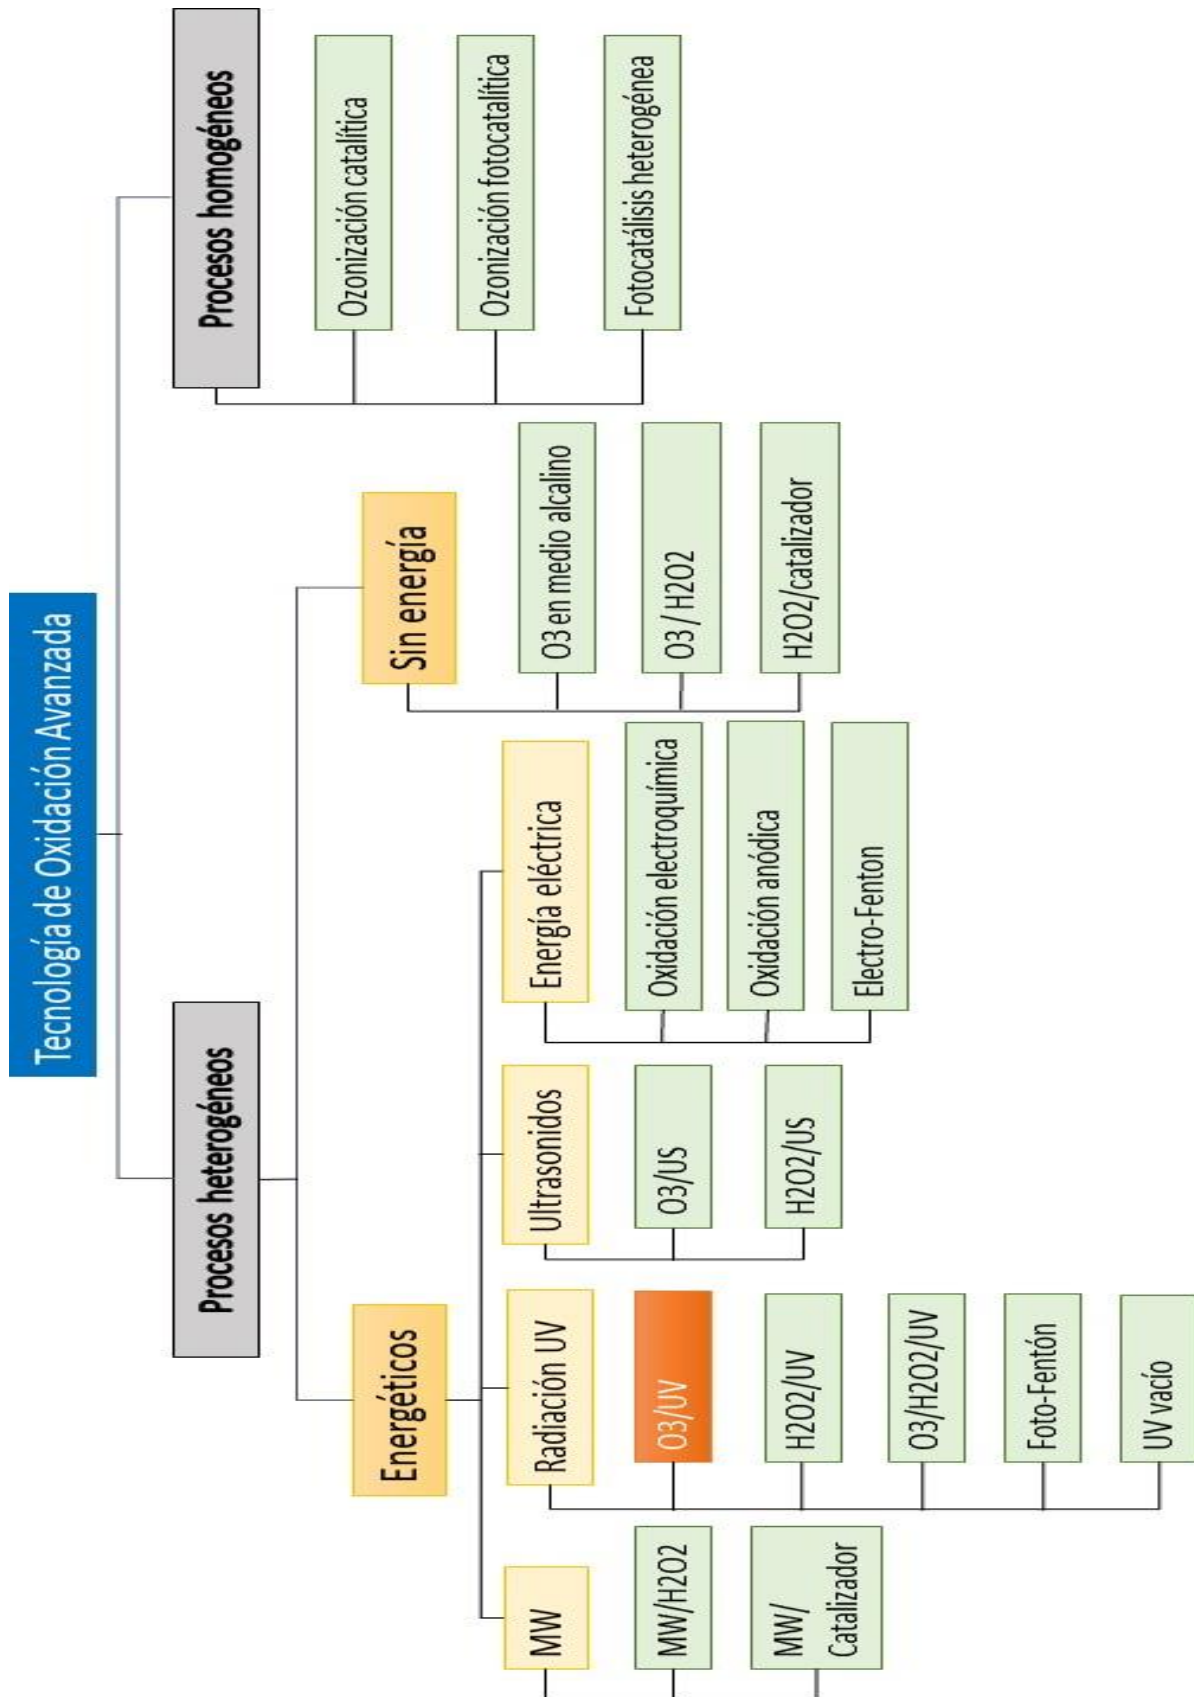 Tecnología de Oxidación Avanzada
Procesos heterogéneos
Procesos homogéneos
Energéticos
Sin energía
MW
Radiación UV
Ultrasonidos
Energía eléctrica
MW/H2O2
MW/
Catalizador
O3/UV
H2O2/UV
O3/H2O2/UV
Foto-Fentón
UV vacío
O3/US
H2O2/US
Oxidación electroquímica
Oxidación anódica
Electro-Fenton
O3 en medio alcalino
O3 / H2O2
H2O2/catalizador
Ozonización catalítica
Ozonización fotocatalítica
Fotocatálisis heterogénea